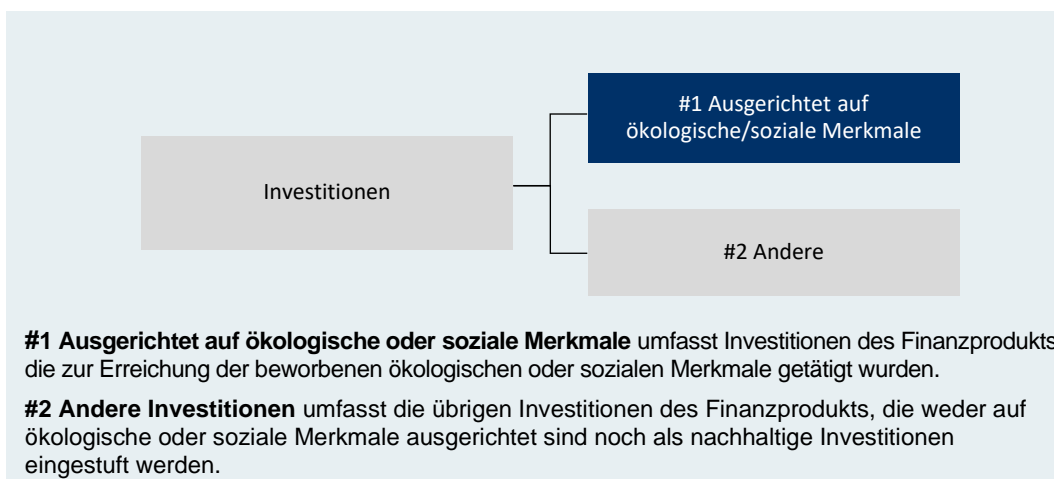 #1 Ausgerichtet auf
ökologische/soziale Merkmale
Investitionen
#2 Andere
#1 Ausgerichtet auf ökologische oder soziale Merkmale umfasst Investitionen des Finanzprodukts
die zur Erreichung der beworbenen ökologischen oder sozialen Merkmale getätigt wurden.
#2 Andere Investitionen umfasst die übrigen Investitionen des Finanzprodukts, die weder auf
ökologische oder soziale Merkmale ausgerichtet sind noch als nachhaltige Investitionen
eingestuft werden.